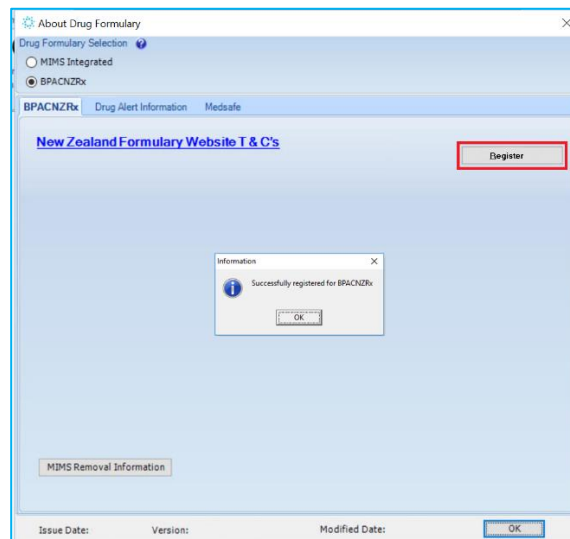 About Drug Formulary
Drug Formulary Selection
MIMS Integrated
BPACNZRx
BPACNZRx Drug Alert Information Medsafe
New Zealand Formulary Website T & C's
Register
Information
Successfully registered for BPACNZRx
OK
MIMS Removal Information
Issue Date: Version: Modified Date: OK